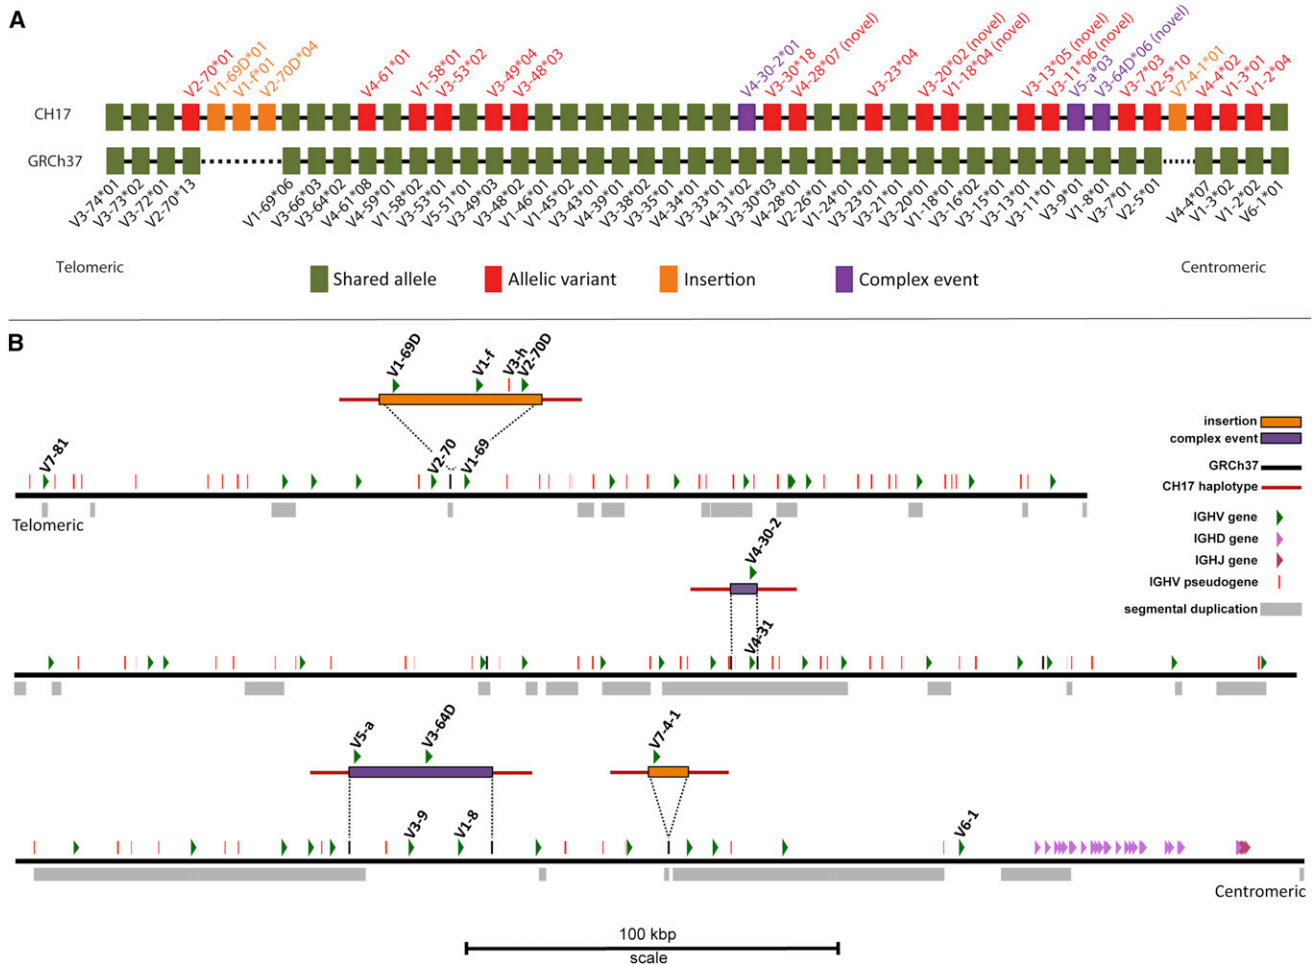 A
V2-70*01
V1-69D*01
V1-f*01
V2-70D*04
V4-61*01
V1-58*01
V3-53*02
V3-49*04
V3-48*03
V4-30-2*01
V3-30*18
V4-28*07 (novel)
V3-23*04
V3-20*02 (novel)
V1-18*04 (novel)
V3-13*05 (novel)
V3-11*06 (novel)
V5-a*03
V3-64D*06 (novel)
V3-7*03
V2-5*10
V7-4-1*01
V4-4*02
V1-3*01
V1-2*04
CH17
GRCh37
V3-74*01
V3-73*02
V3-72*01
V2-70*13
V1-69*06
V3-66*03
V3-64*02
V4-61*08
V4-59*01
V1-58*02
V3-53*01
V5-51*01
V3-49*03
V3-48*02
V1-46*01
V1-45*02
V3-43*01
V4-39*01
V3-38*02
V3-35*01
V4-34*01
V3-33*01
V4-31*02
V3-30*03
V4-28*01
V2-26*01
V1-24*01
V3-23*01
V3-21*01
V3-20*01
V1-18*01
V3-16*02
V3-15*01
V3-13*01
V3-11*01
V3-9*01
V1-8*01
V3-7*01
V2-5*01
V4-4*07
V1-3*02
V1-2*02
V6-1*01
Telomeric
Centromeric
Shared allele
Allelic variant
Insertion
Complex event
B
V1-69D
V1-f
V3-h
V2-70D
V7-81
V2-70
V1-69
Telomeric
insertion
complex event
GRCh37
CH17 haplotype
IGHV gene
IGHD gene
IGHJ gene
IGHV pseudogene
segmental duplication
V4-30-2
V4-31
V5-a
V3-64D
V7-4-1
V3-9
V1-8
V6-1
Centromeric
100 kbp
scale